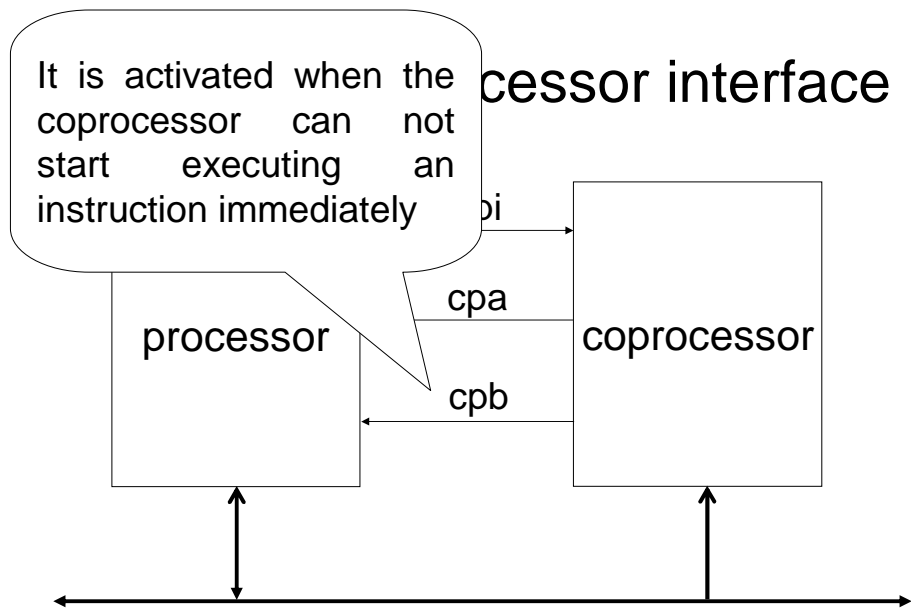 It is activated when the
coprocessor can not
start executing an
instruction immediately
cessor interface
pi
cpa
processor
coprocessor
cpb